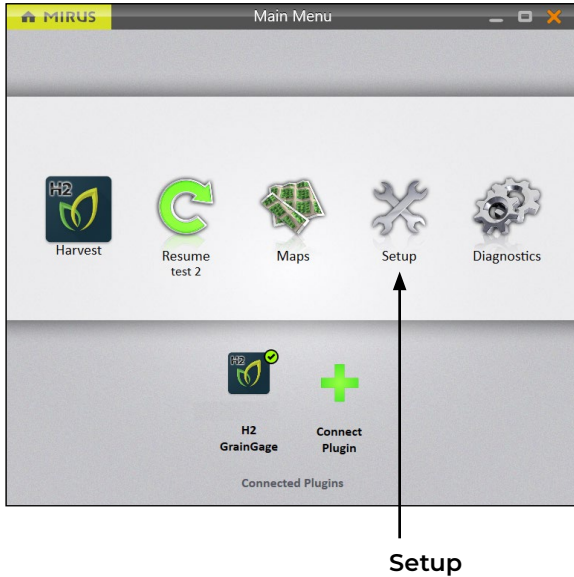 MIRUS
Main Menu
H2
Harvest
Resume
test 2
Maps
Setup
Diagnostics
H2
H2
GrainGage
Connect
Plugin
Connected Plugins
Setup